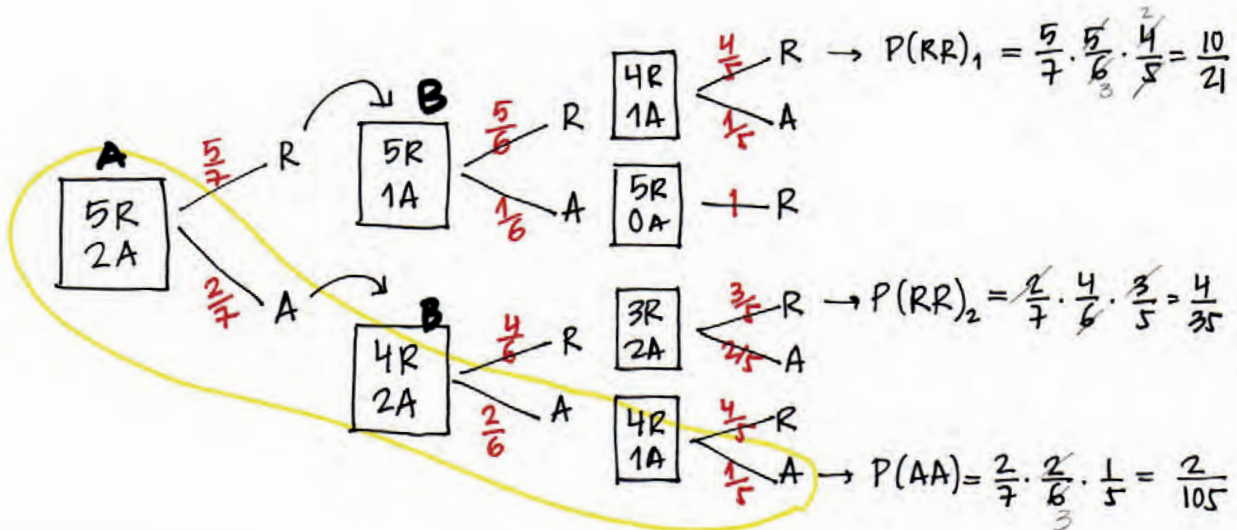 4R 4/5 R → P(RR)₁ = 5/7 · 5/6 · 4/5 = 10/21
3 2
1A 1/5 A
B
5R 5/6 R
1A 1/6 A
5R 1 R
0A
A
5R 5/7 R
2A 2/7 A
B
4R 4/6 R
2A 2/6 A
3R 3/5 R → P(RR)₂ = 2/7 · 4/6 · 3/5 = 4/35
2A 2/5 A
4R 4/5 R
1A 1/5 A → P(AA) = 2/7 · 2/6 · 1/5 = 2/105
3